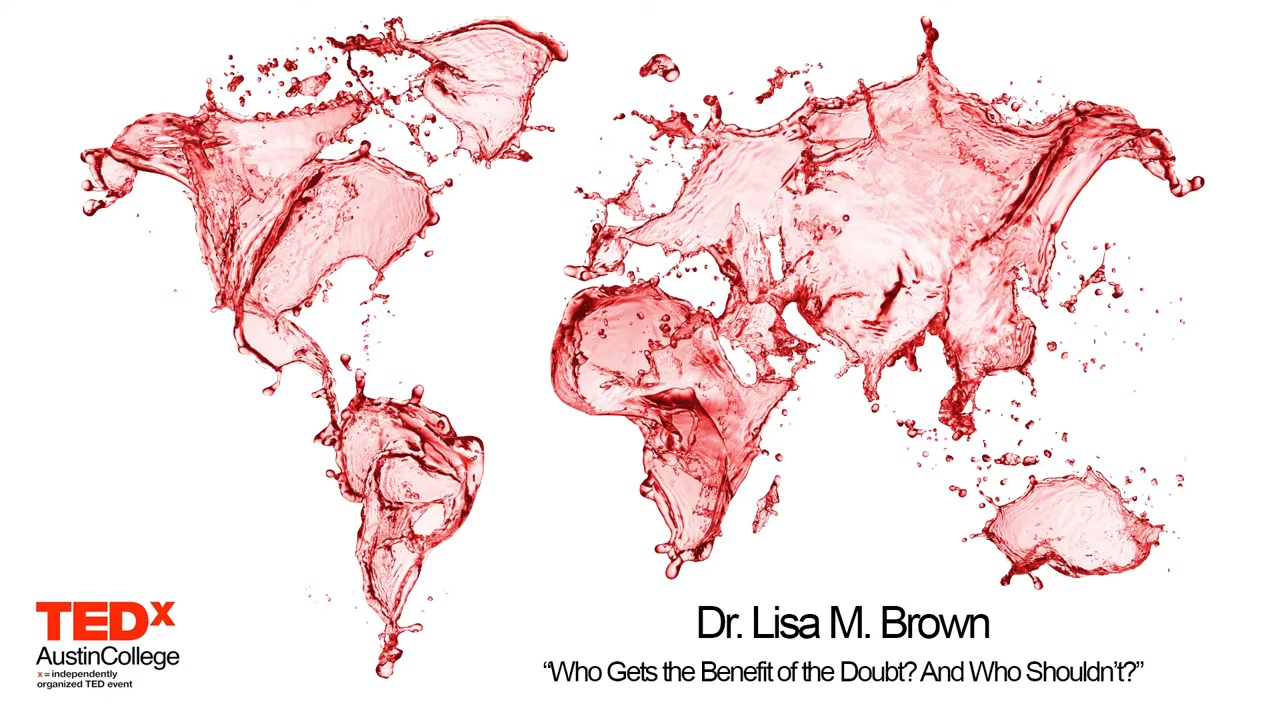 TEDx
AustinCollege
x = independently
organized TED event
Dr. Lisa M. Brown
“Who Gets the Benefit of the Doubt? And Who Shouldn’t?”